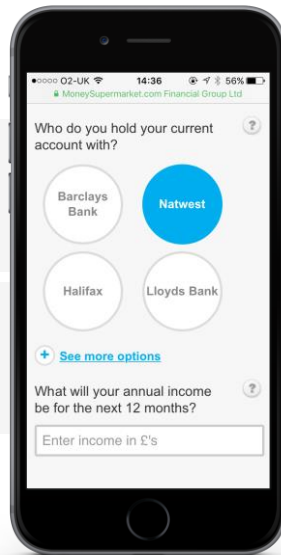 O2-UK 14:36 56%
MoneySupermarket.com Financial Group Ltd
Who do you hold your current ?
account with?
Barclays Natwest
Bank
Halifax Lloyds Bank
+ See more options
What will your annual income ?
be for the next 12 months?
Enter income in £'s